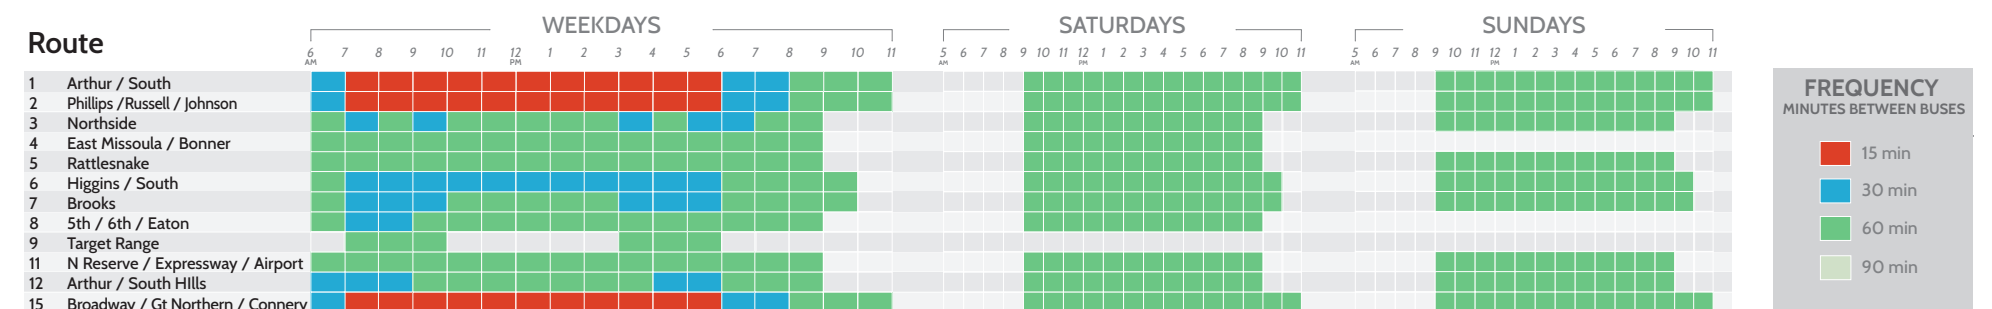 WEEKDAYS SATURDAYS SUNDAYS
Route
6 7 8 9 10 11 12 1 2 3 4 5 6 7 8 9 10 11 5 6 7 8 9 10 11 12 1 2 3 4 5 6 7 8 9 10 11 5 6 7 8 9 10 11 12 1 2 3 4 5 6 7 8 9 10 11
AM PM AM PM AM PM
1 Arthur / South
2 Phillips /Russell / Johnson
3 Northside
4 East Missoula / Bonner
5 Rattlesnake
6 Higgins / South
7 Brooks
8 5th / 6th / Eaton
9 Target Range
11 N Reserve / Expressway / Airport
12 Arthur / South HIlls
15 Broadway / Gt Northern / Connery
FREQUENCY
MINUTES BETWEEN BUSES
15 min
30 min
60 min
90 min